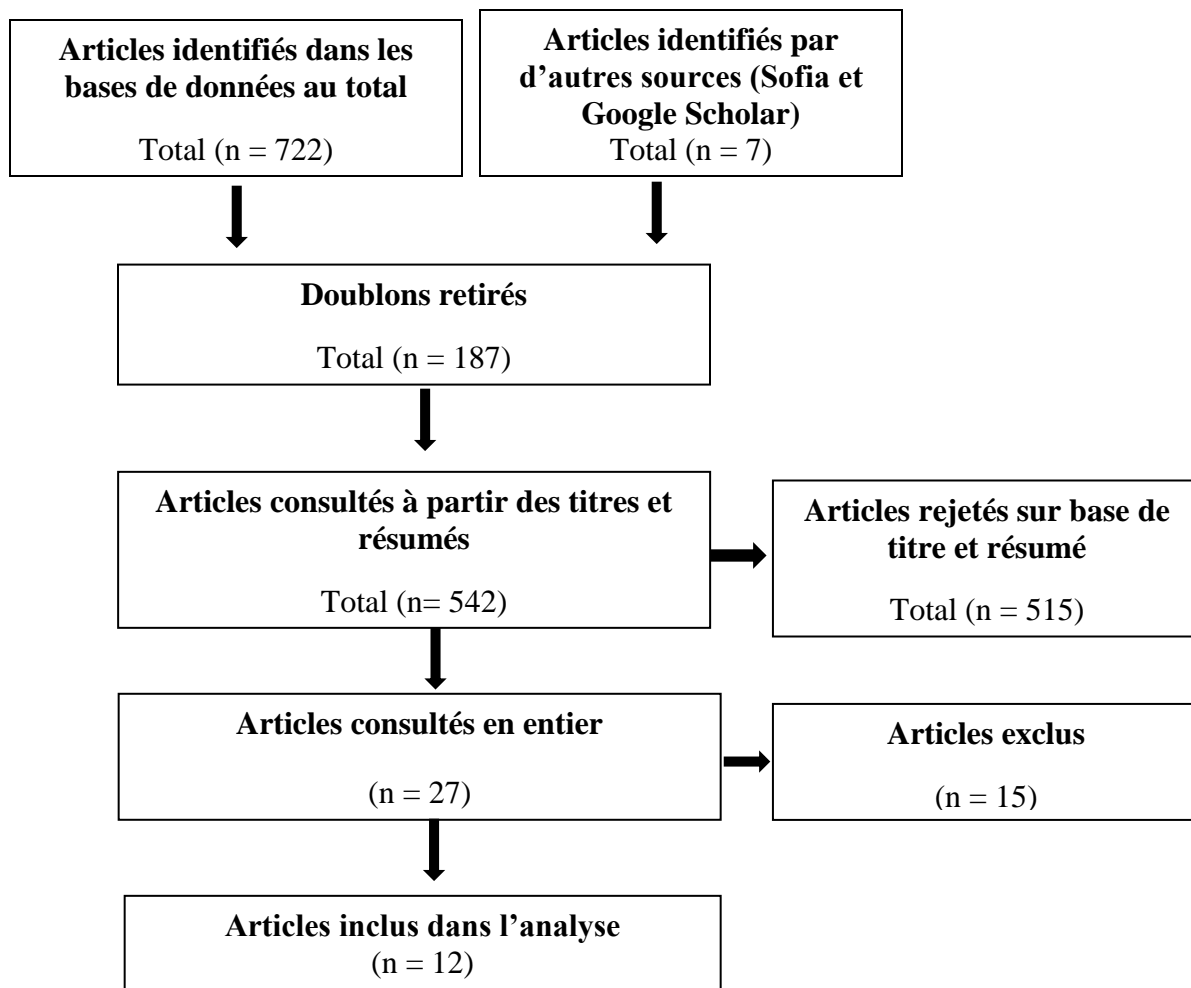 Articles identifiés dans les
bases de données au total
Total (n = 722)
Articles identifiés par
d’autres sources (Sofia et
Google Scholar)
Total (n = 7)
Doublons retirés
Total (n = 187)
Articles consultés à partir des titres et
résumés
Total (n= 542)
Articles rejetés sur base de
titre et résumé
Total (n = 515)
Articles consultés en entier
(n = 27)
Articles exclus
(n = 15)
Articles inclus dans l’analyse
(n = 12)